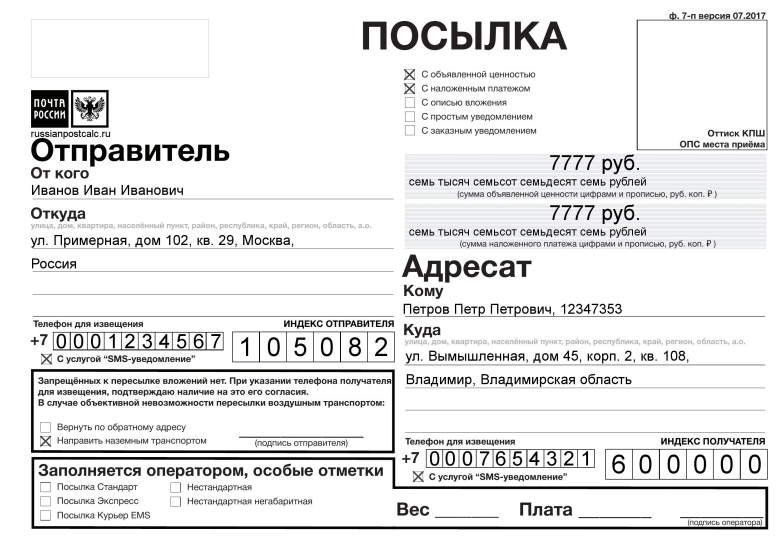 ф. 7-п версия 07.2017
ПОСЫЛКА
С объявленной ценностью
С наложенным платежом
С описью вложения
С простым уведомлением
С заказным уведомлением
Оттиск КПШ
ОПС места приёма
ПОЧТА
РОССИИ
russianpostcalc.ru
Отправитель
От кого
Иванов Иван Иванович
Откуда
улица, дом, квартира, населённый пункт, район, республика, край, регион, область, а.о.
ул. Примерная, дом 102, кв. 29, Москва,
Россия
Телефон для извещения
ИНДЕКС ОТПРАВИТЕЛЯ
+7 0001234567
105082
С услугой “SMS-уведомление”
7777 руб.
семь тысяч семьсот семьдесят семь рублей
(сумма объявленной ценности цифрами и прописью, руб. коп. ₽ )
7777 руб.
семь тысяч семьсот семьдесят семь рублей
(сумма наложенного платежа цифрами и прописью, руб. коп. ₽ )
Адресат
Кому
Петров Петр Петрович, 12347353
Куда
улица, дом, квартира, населённый пункт, район, республика, край, регион, область, а.о.
ул. Вымышленная, дом 45, корп. 2, кв. 108,
Владимир, Владимирская область
Телефон для извещения
ИНДЕКС ПОЛУЧАТЕЛЯ
+7 0007654321
600000
С услугой “SMS-уведомление”
Запрещённых к пересылке вложений нет. При указании телефона получателя
для извещения, подтверждаю наличие на это его согласия.
В случае объективной невозможности пересылки воздушным транспортом:
Вернуть по обратному адресу
Направить наземным транспортом
(подпись отправителя)
Заполняется оператором, особые отметки
Посылка Стандарт
Нестандартная
Посылка Экспресс
Нестандартная негабаритная
Посылка Курьер EMS
Вес
Плата
(подпись оператора)